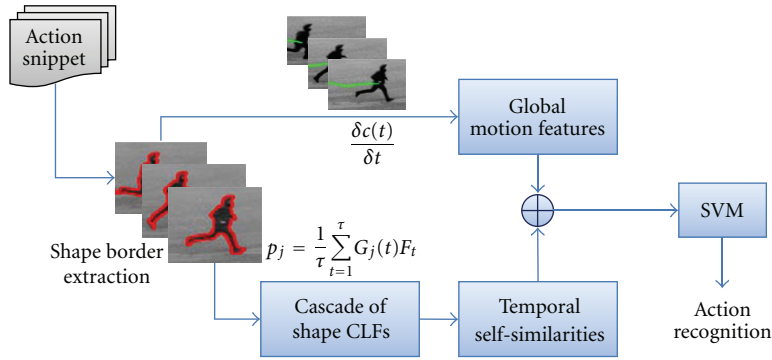 Action
snippet
δc(t)
δt
Global
motion features
Shape border
extraction
p_j = 1/τ ∑_{t=1}^{τ} G_j(t)F_t
SVM
Cascade of
shape CLFs
Temporal
self-similarities
Action
recognition